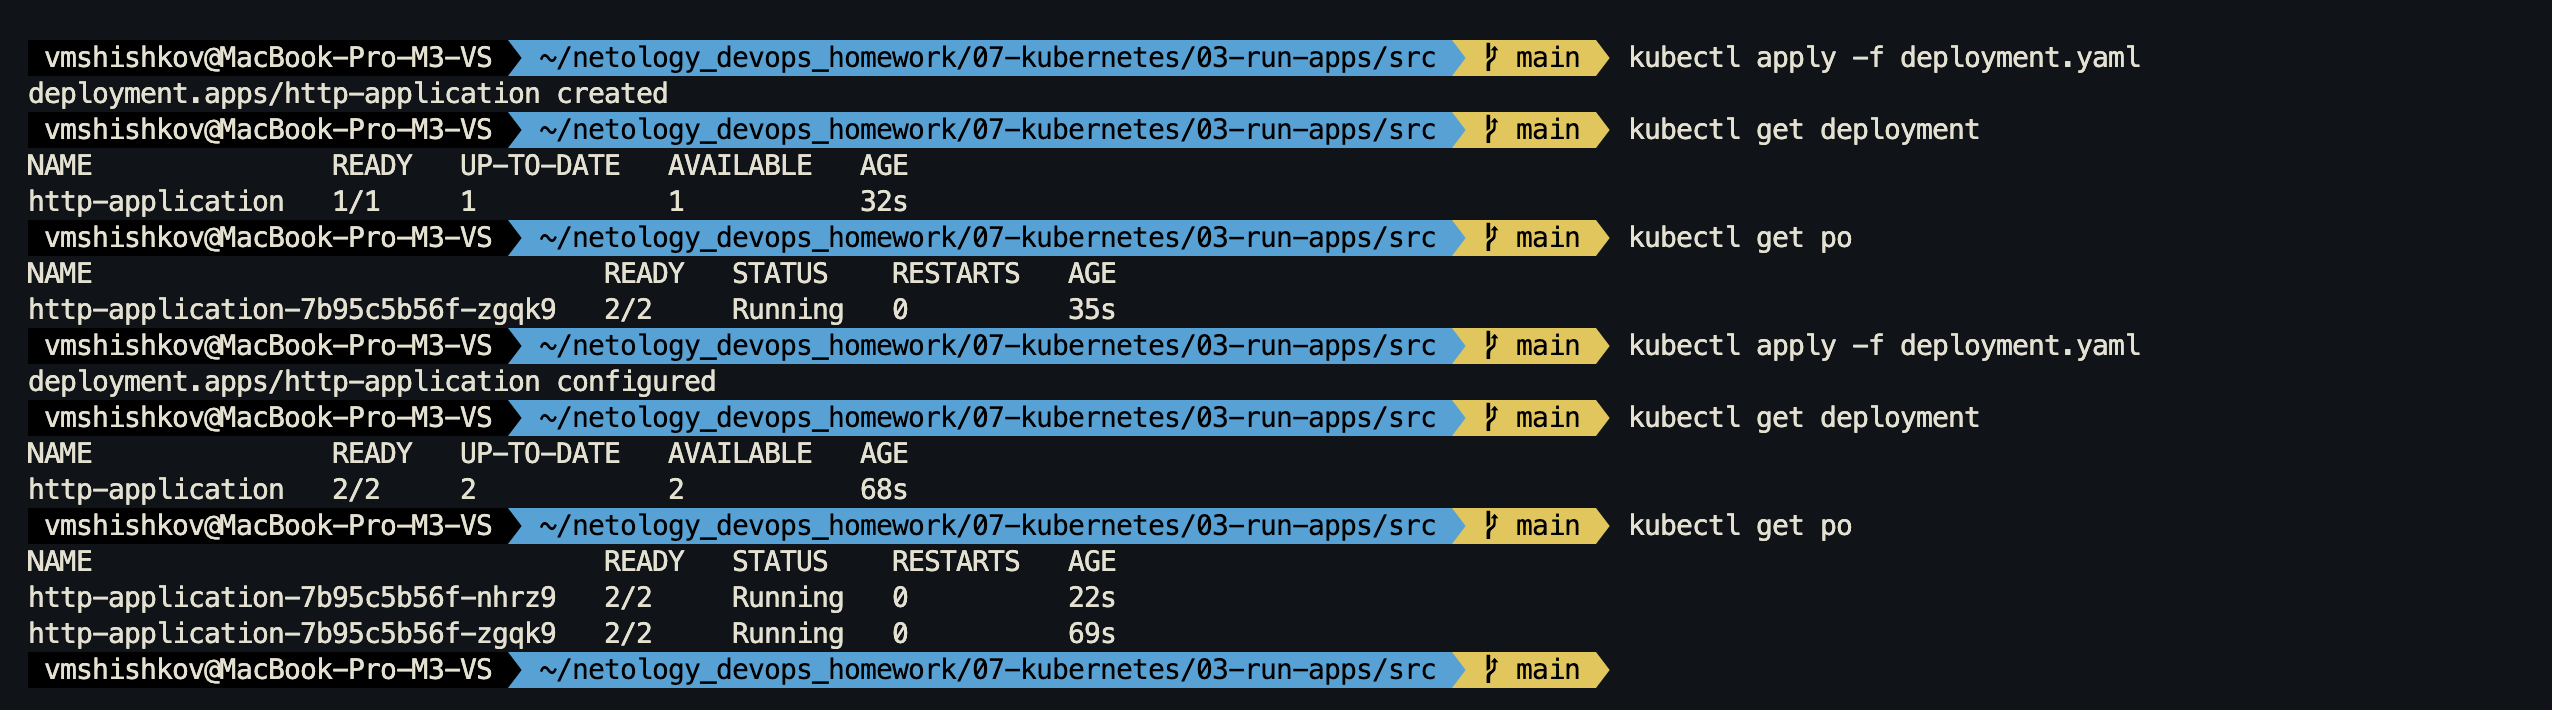 vmshishkov@MacBook-Pro-M3-VS ~/netology_devops_homework/07-kubernetes/03-run-apps/src main kubectl apply -f deployment.yaml
deployment.apps/http-application created
vmshishkov@MacBook-Pro-M3-VS ~/netology_devops_homework/07-kubernetes/03-run-apps/src main kubectl get deployment
NAME READY UP-TO-DATE AVAILABLE AGE
http-application 1/1 1 1 32s
vmshishkov@MacBook-Pro-M3-VS ~/netology_devops_homework/07-kubernetes/03-run-apps/src main kubectl get po
NAME READY STATUS RESTARTS AGE
http-application-7b95c5b56f-zgqk9 2/2 Running 0 35s
vmshishkov@MacBook-Pro-M3-VS ~/netology_devops_homework/07-kubernetes/03-run-apps/src main kubectl apply -f deployment.yaml
deployment.apps/http-application configured
vmshishkov@MacBook-Pro-M3-VS ~/netology_devops_homework/07-kubernetes/03-run-apps/src main kubectl get deployment
NAME READY UP-TO-DATE AVAILABLE AGE
http-application 2/2 2 2 68s
vmshishkov@MacBook-Pro-M3-VS ~/netology_devops_homework/07-kubernetes/03-run-apps/src main kubectl get po
NAME READY STATUS RESTARTS AGE
http-application-7b95c5b56f-nhrz9 2/2 Running 0 22s
http-application-7b95c5b56f-zgqk9 2/2 Running 0 69s
vmshishkov@MacBook-Pro-M3-VS ~/netology_devops_homework/07-kubernetes/03-run-apps/src main